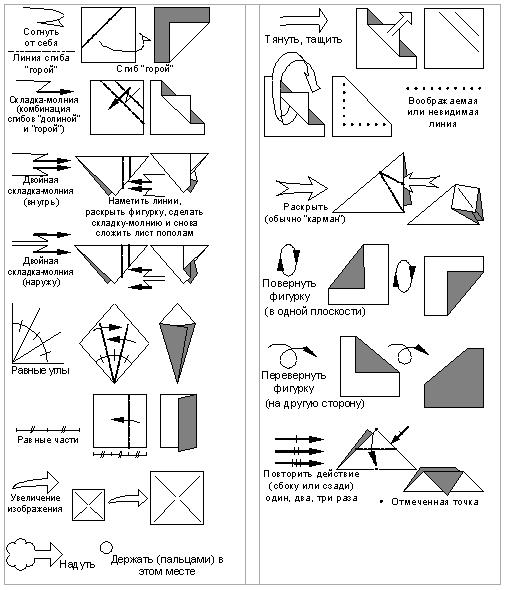 Согнуть
от себя
Линия сгиба
"горой"
Сгиб "горой"
Складка-молния
(комбинация
сгибов "долиной"
и "горой")
Двойная
складка-молния
(внутрь)
Наметить линии,
раскрыть фигурку, сделать
складку-молнию и снова
сложить лист пополам
Двойная
складка-молния
(наружу)
Равные углы
Равные части
Увеличение
изображения
Надуть
Держать (пальцами) в
этом месте
Тянуть, тащить
Воображаемая
или невидимая
линия
Раскрыть
(обычно "карман")
Повернуть
фигурку
(в одной плоскости)
Перевернуть
фигурку
(на другую сторону)
Повторить действие
(сбоку или сзади)
один, два, три раза
Отмеченная точка